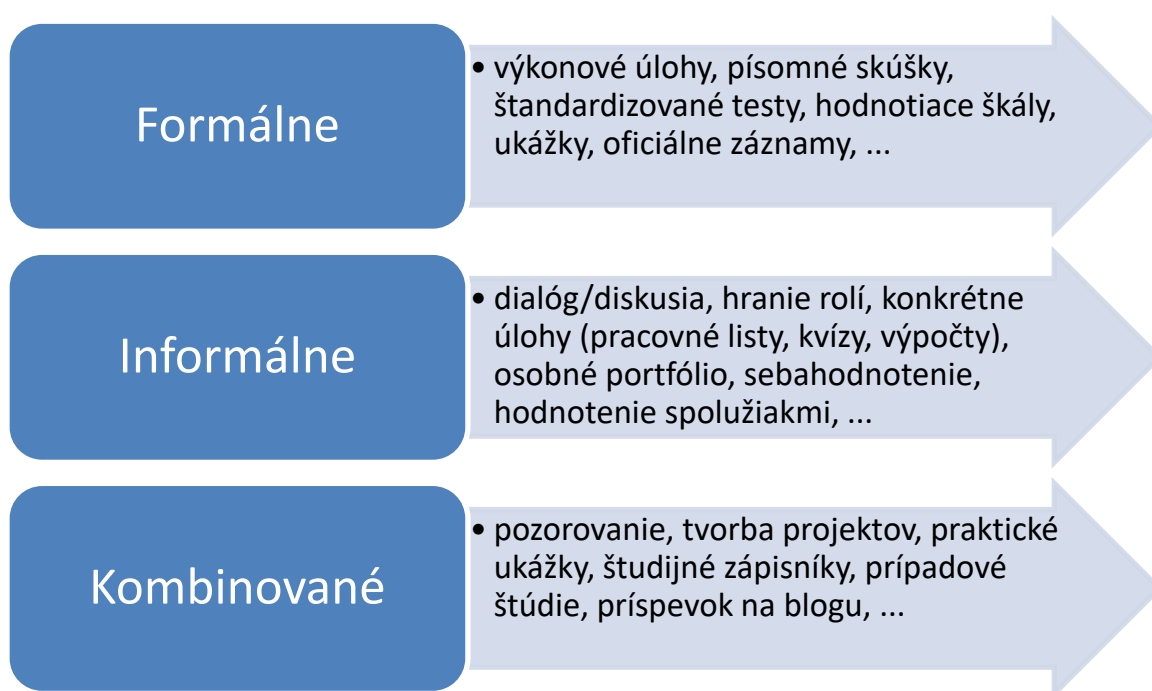 Formálne
• výkonové úlohy, písomné skúšky,
štandardizované testy, hodnotiace škály,
ukážky, oficiálne záznamy, ...
Informálne
• dialóg/diskusia, hranie rolí, konkrétne
úlohy (pracovné listy, kvízy, výpočty),
osobné portfólio, sebahodnotenie,
hodnotenie spolužiakmi, ...
Kombinované
• pozorovanie, tvorba projektov, praktické
ukážky, študijné zápisníky, prípadové
štúdie, príspevok na blogu, ...